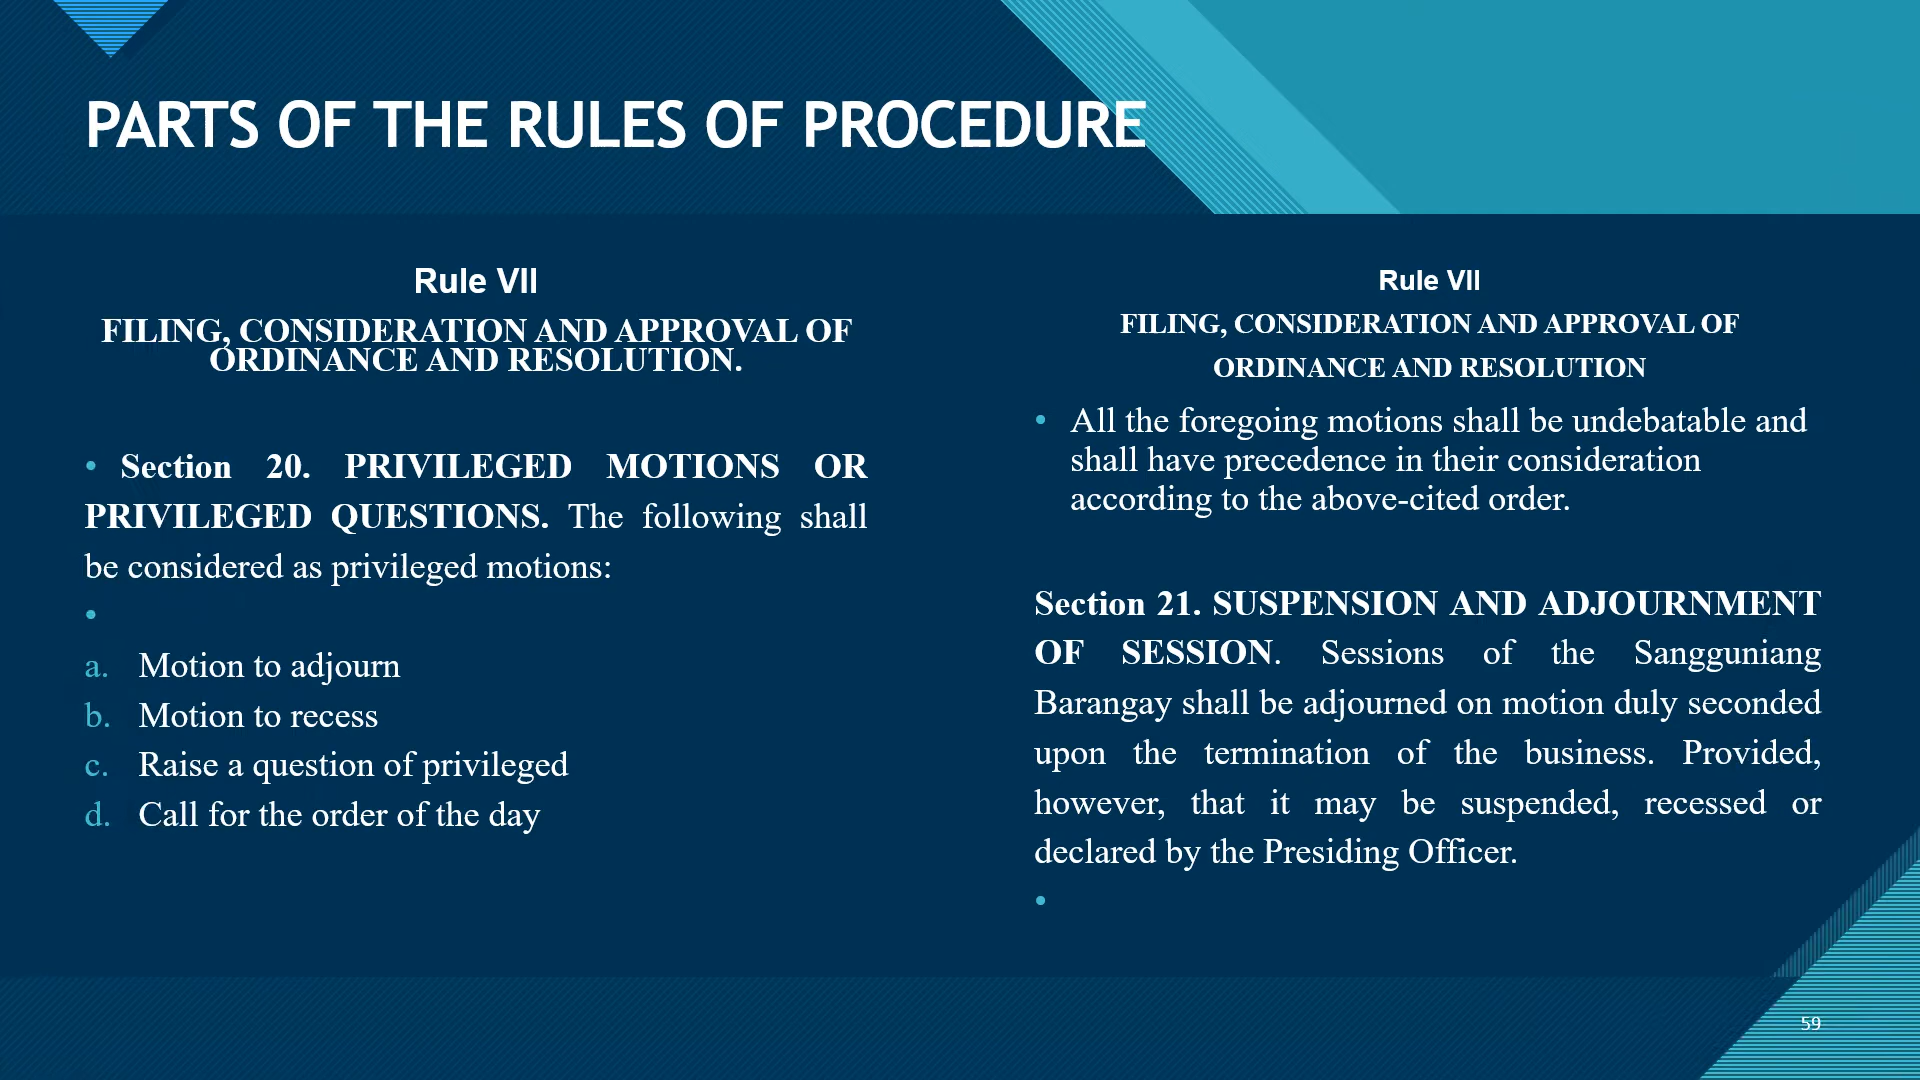 PARTS OF THE RULES OF PROCEDURE
Rule VII
FILING, CONSIDERATION AND APPROVAL OF
ORDINANCE AND RESOLUTION.
• Section 20. PRIVILEGED MOTIONS OR
PRIVILEGED QUESTIONS. The following shall
be considered as privileged motions:
•
a. Motion to adjourn
b. Motion to recess
c. Raise a question of privileged
d. Call for the order of the day
Rule VII
FILING, CONSIDERATION AND APPROVAL OF
ORDINANCE AND RESOLUTION
• All the foregoing motions shall be undebatable and
shall have precedence in their consideration
according to the above-cited order.
Section 21. SUSPENSION AND ADJOURNMENT
OF SESSION. Sessions of the Sangguniang
Barangay shall be adjourned on motion duly seconded
upon the termination of the business. Provided,
however, that it may be suspended, recessed or
declared by the Presiding Officer.
•
59